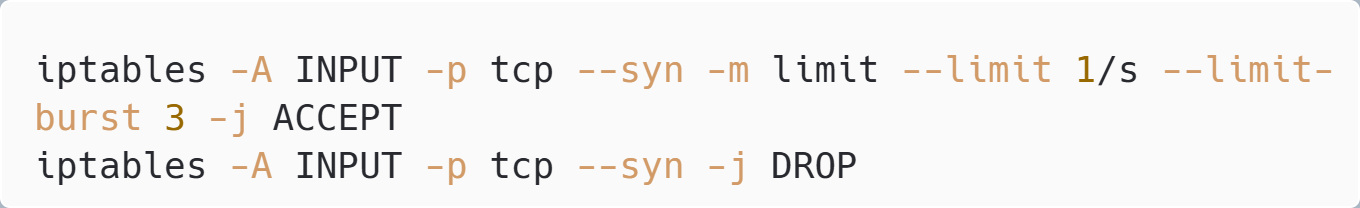 iptables -A INPUT -p tcp --syn -m limit --limit 1/s --limit-
burst 3 -j ACCEPT
iptables -A INPUT -p tcp --syn -j DROP